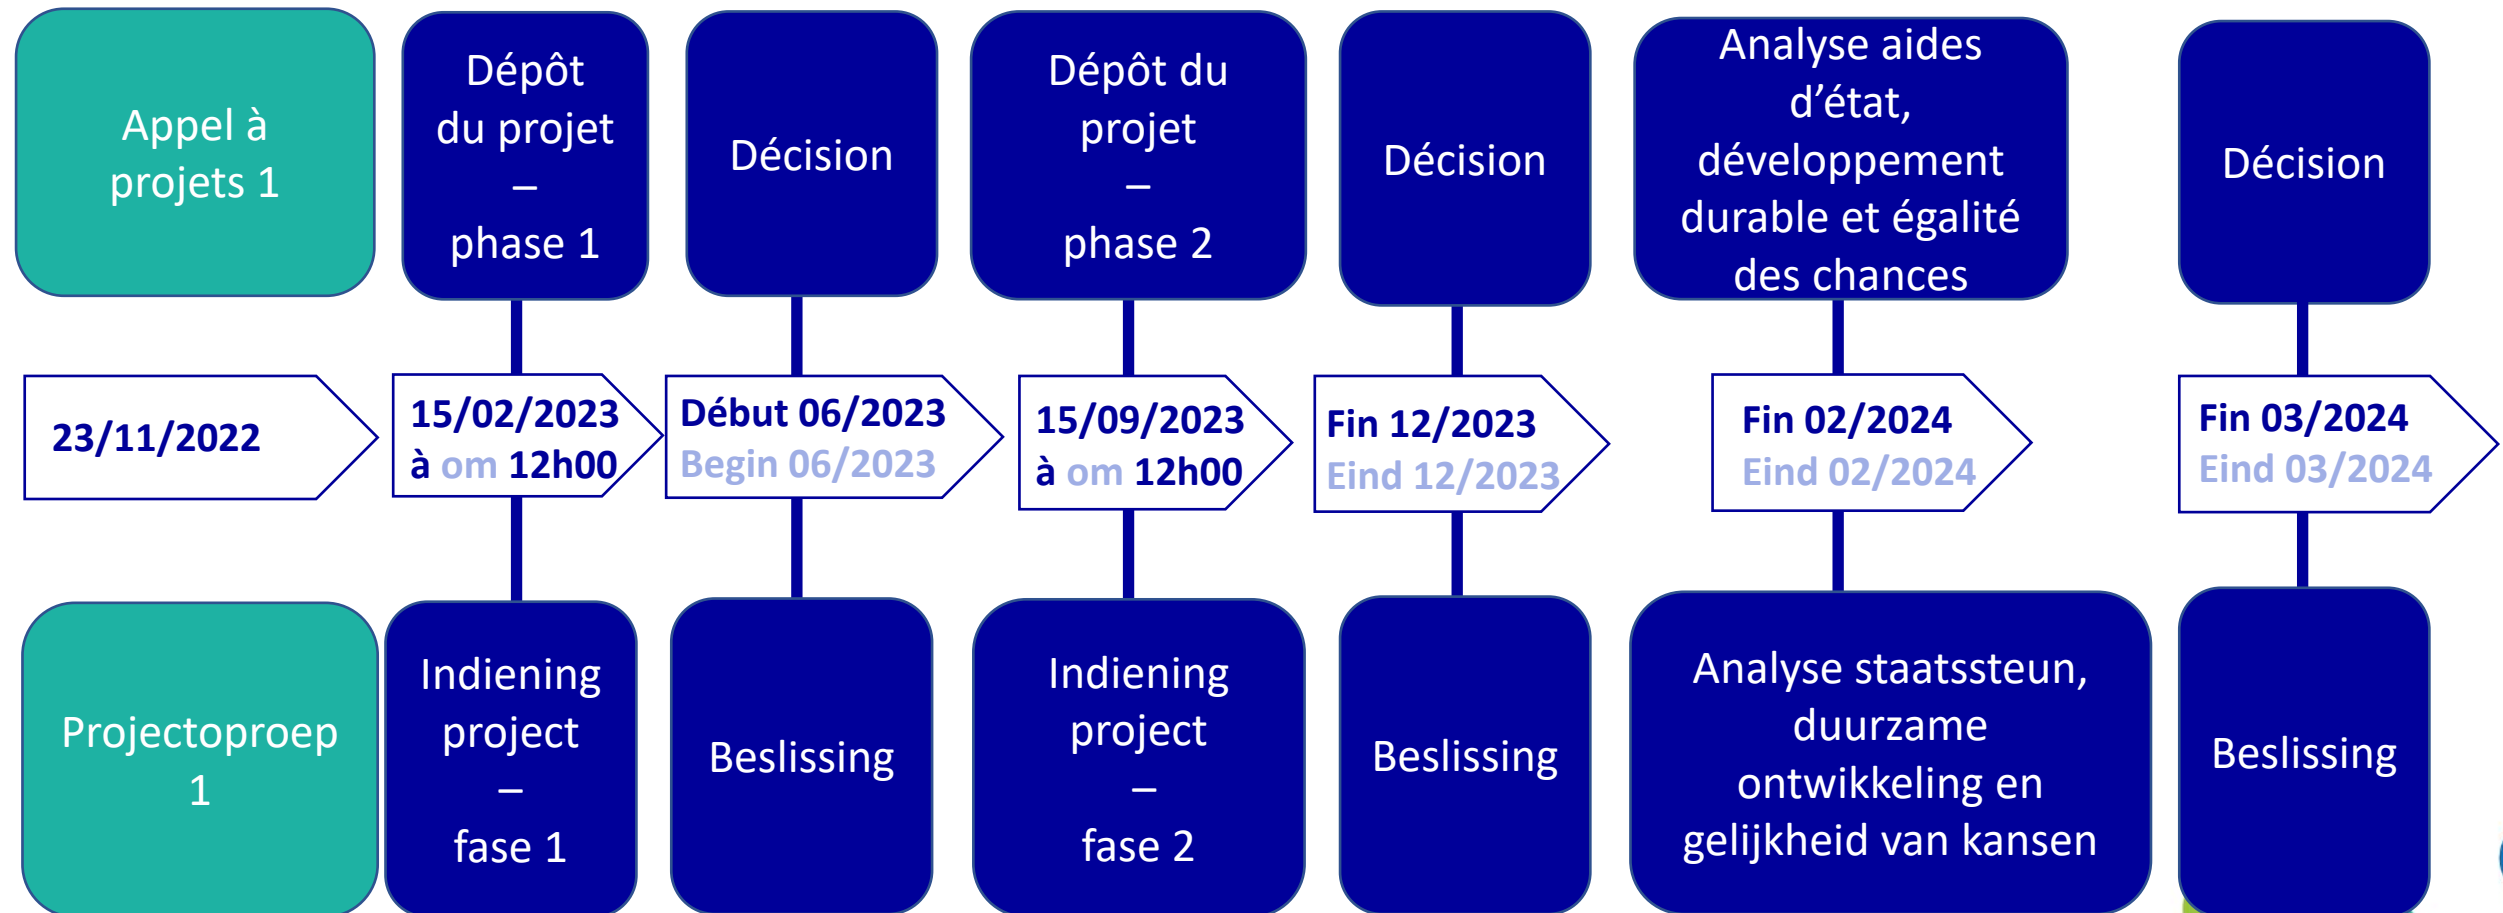 Appel à
projets 1
Dépôt
du projet
–
phase 1
Décision
Dépôt du
projet
–
phase 2
Décision
Analyse aides
d’état,
développement
durable et égalité
des chances
Décision
23/11/2022
15/02/2023
à om 12h00
Début 06/2023
Begin 06/2023
15/09/2023
à om 12h00
Fin 12/2023
Eind 12/2023
Fin 02/2024
Eind 02/2024
Fin 03/2024
Eind 03/2024
Projectoproep
1
Indiening
project
–
fase 1
Beslissing
Indiening
project
–
fase 2
Beslissing
Analyse staatssteun,
duurzame
ontwikkeling en
gelijkheid van kansen
Beslissing